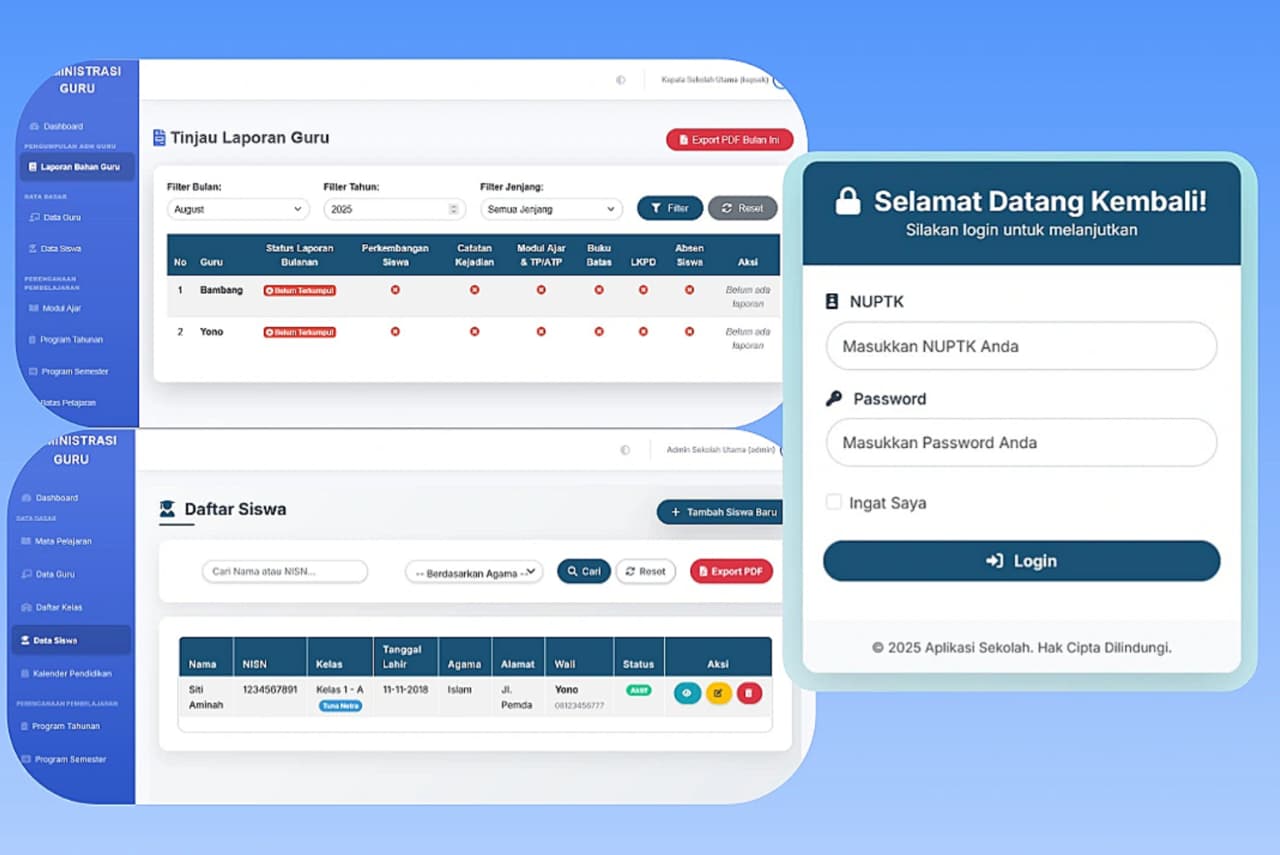 MINISTRASI
GURU
Kepala Sekolah Utama (kepsek)
Dashboard
PENGUMPULAN ADM GURU
Laporan Bahan Guru
DATA DASAR
Data Guru
Data Siswa
PERENCANAAN
PEMBELAJARAN
Modul Ajar
Program Tahunan
Program Semester
Batas Pelajaran
Tinjau Laporan Guru
Export PDF Bulan Ini
Filter Bulan:
Filter Tahun:
Filter Jenjang:
August
2025
Semua Jenjang
Filter
Reset
No
Guru
Status Laporan
Bulanan
Perkembangan
Siswa
Catatan
Kejadian
Modul Ajar
& TP/ATP
Buku
Batas
LKPD
Absen
Siswa
Aksi
1 Bambang Belum Terkumpul Belum ada
laporan
2 Yono Belum Terkumpul Belum ada
laporan
MINISTRASI
GURU
Admin Sekolah Utama (admin)
Dashboard
DATA DASAR
Mata Pelajaran
Data Guru
Daftar Kelas
Data Siswa
Kalender Pendidikan
PERENCANAAN PEMBELAJARAN
Program Tahunan
Program Semester
Daftar Siswa
+ Tambah Siswa Baru
Cari Nama atau NISN...
-- Berdasarkan Agama --
Cari
Reset
Export PDF
Nama
NISN
Kelas
Tanggal
Lahir
Agama
Alamat
Wali
Status
Aksi
Siti
Aminah
1234567891
Kelas 1 - A
Tuna Netra
11-11-2018
Islam
Jl.
Pemda
Yono
08123456777
Aktif
Selamat Datang Kembali!
Silakan login untuk melanjutkan
NUPTK
Masukkan NUPTK Anda
Password
Masukkan Password Anda
Ingat Saya
Login
© 2025 Aplikasi Sekolah. Hak Cipta Dilindungi.